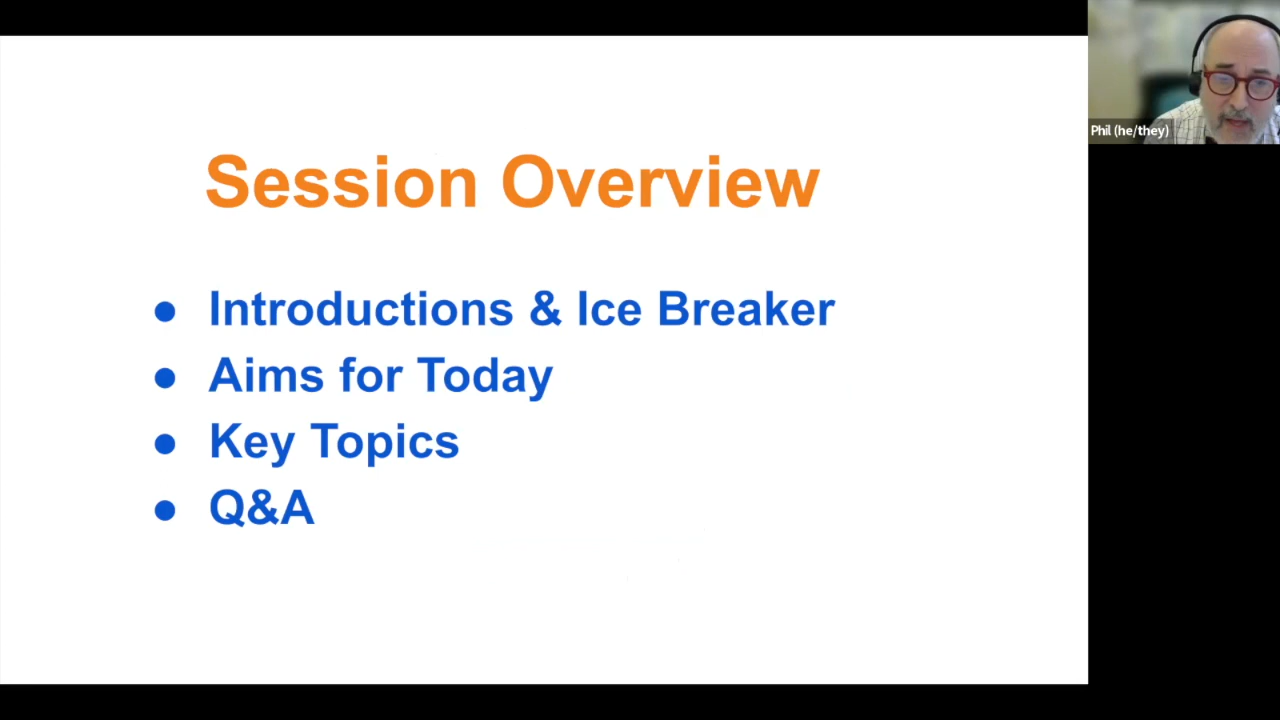 Session Overview
● Introductions & Ice Breaker
● Aims for Today
● Key Topics
● Q&A
Phil (he/they)